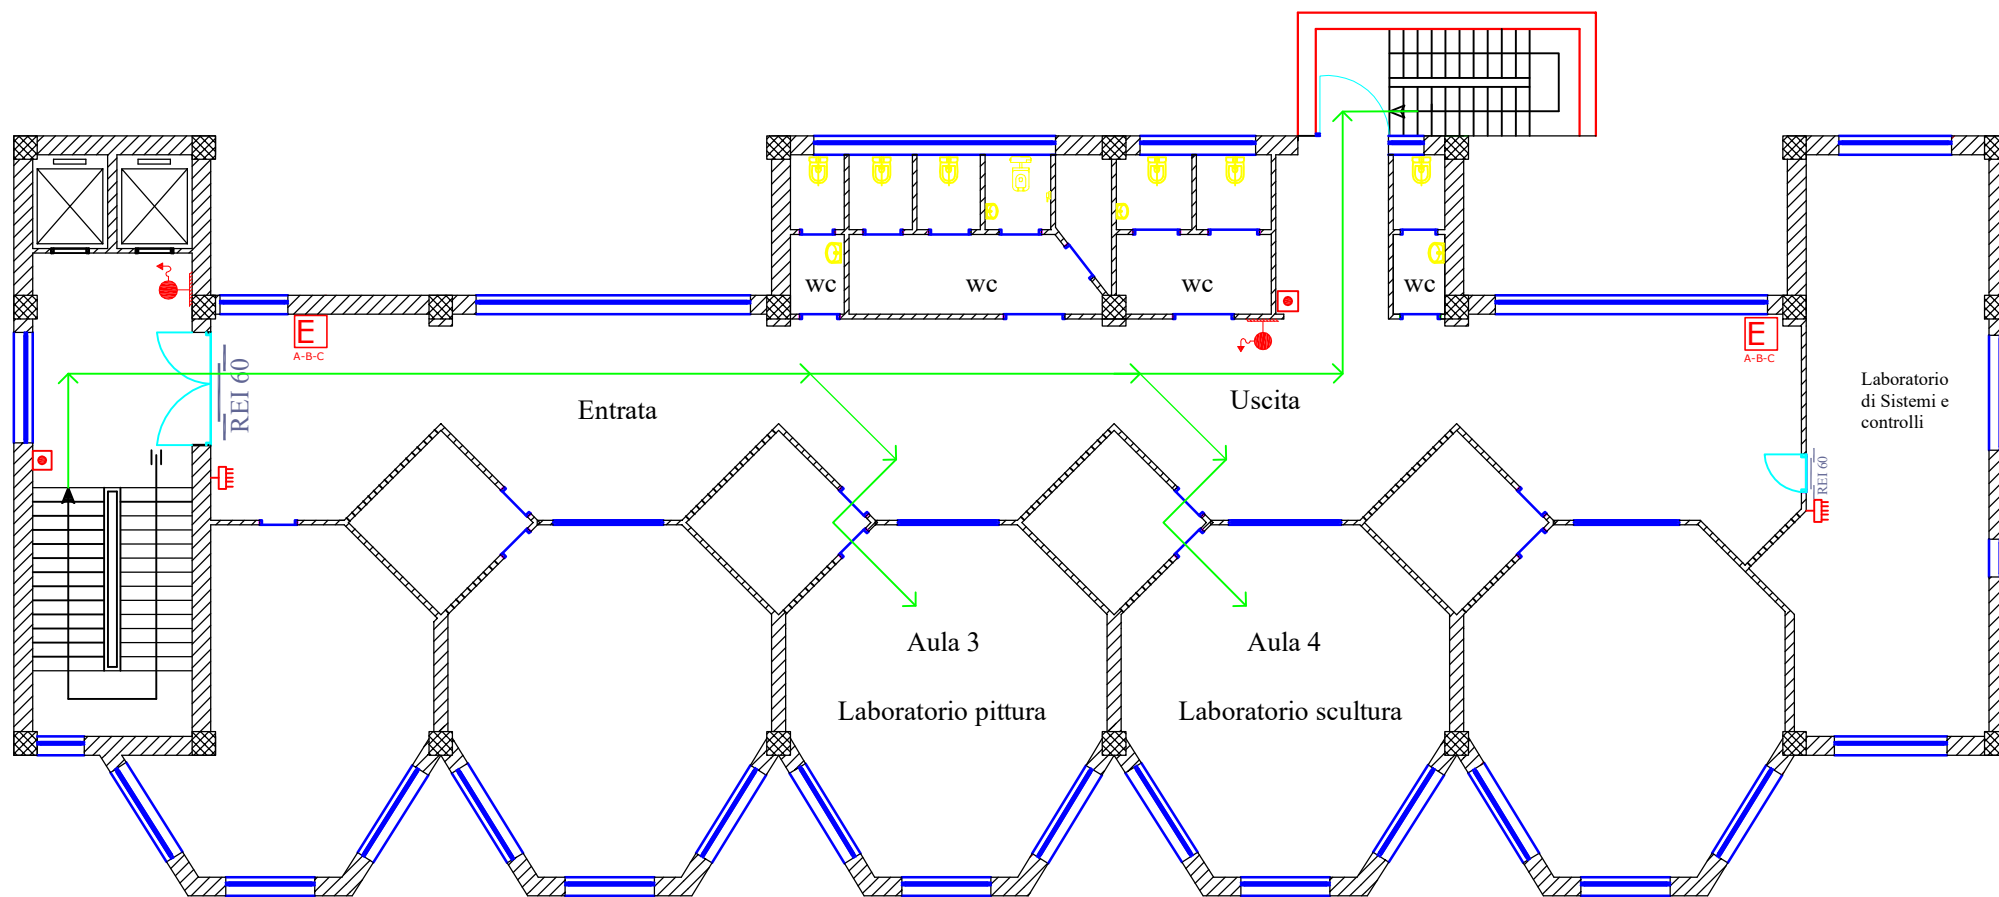 wc
wc
wc
wc
E
A-B-C
E
A-B-C
REI 60
Entrata
Uscita
Laboratorio
di Sistemi e
controlli
REI 60
Aula 3
Aula 4
Laboratorio pittura
Laboratorio scultura